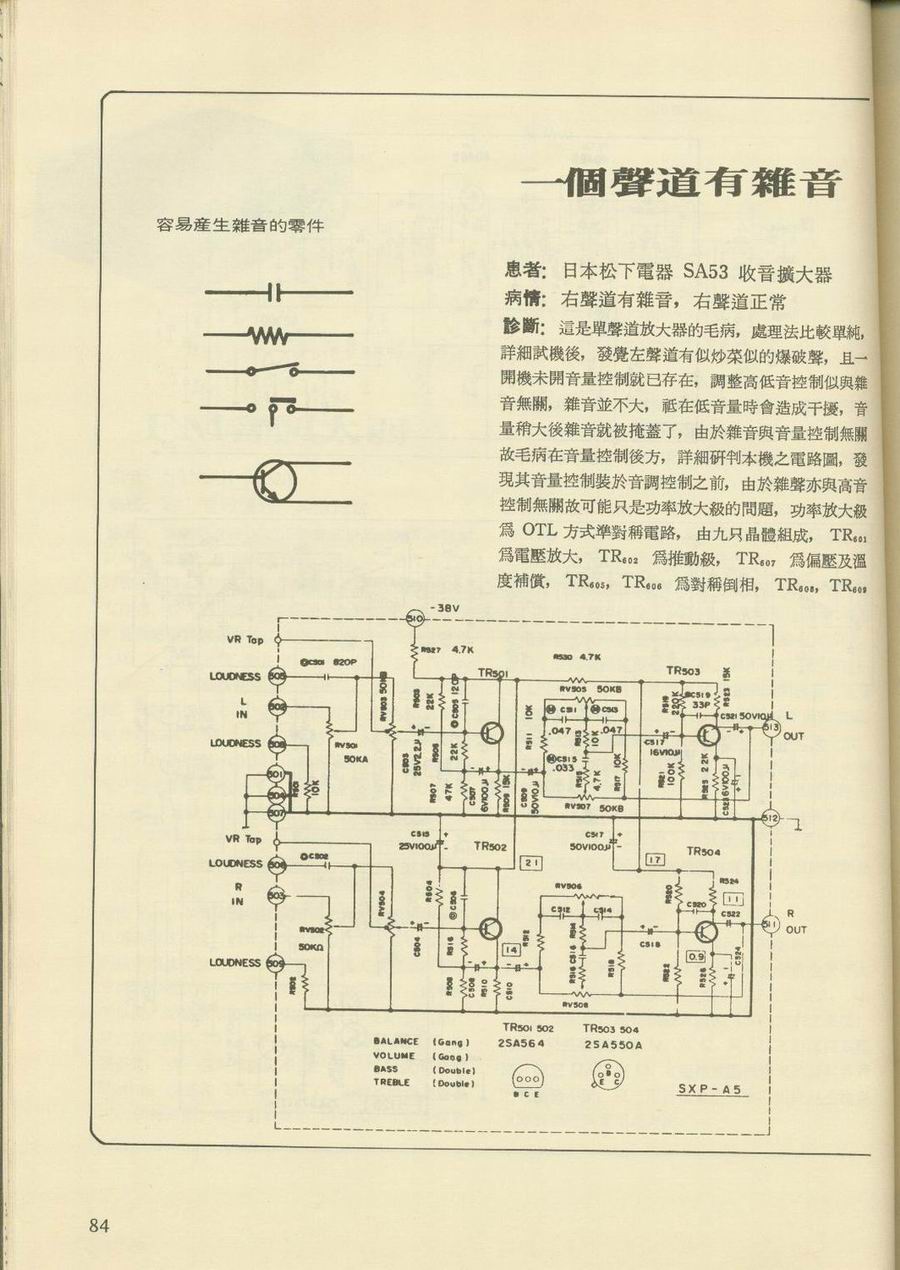 一個聲道有雜音
容易產生雜音的零件
患者：日本松下電器 SA53 收音擴大器
病情：右聲道有雜音，右聲道正常
診斷：這是單聲道放大器的毛病，處理法比較單純，
詳細試機後，發覺左聲道有似炒菜似的爆破聲，且一
開機未開音量控制就已存在，調整高低音控制似與雜
音無關，雜音並不大，祗在低音量時會造成干擾，音
量稍大後雜音就被掩蓋了，由於雜音與音量控制無關
故毛病在音量控制後方，詳細研判本機之電路圖，發
現其音量控制裝於音調控制之前，由於雜聲亦與高音
控制無關故可能只是功率放大級的問題，功率放大級
爲 OTL 方式準對稱電路，由九只晶體組成，TR601
爲電壓放大，TR602 爲推動級，TR607 爲偏壓及溫
度補償，TR605，TR606 爲對稱倒相，TR608，TR609
-38V
510
VR Tap
R527 4.7K
R530 4.7K
C501 820P
TR501
TR503
LOUDNESS 505
RV503 50KB
R503 22K
C505 120P
RV505 50KB
R519 220K
C519 33P
R523 15K
L IN 502
C511 .047
C513 .047
C521 50V10μ
L OUT 513
RV501 50KA
C503 25V2.2μ
R505 22K
R511 10K
R513 10K
C517 16V10μ
LOUDNESS 508
C515 .033
R515 4.7K
R517 10K
R521 100K
R525 2.2K
C523 6V100μ
501
R501 10K
R507 47K
C507 6V100μ
R509 15K
C509 50V10μ
504
RV507 50KB
507
512
VR Tap
C515 25V100μ
TR502
21
C517 50V100μ
17
TR504
C502
LOUDNESS 506
R504
C506
RV506
R520
R524
11
R IN 503
RV504
C512
C514
C520
C522
R OUT 511
RV502 50KΩ
C504
R516
14
R512
R514
C516
C518
0.9
C524
LOUDNESS 509
R502
R508
C508
R510
C510
R516
R518
R522
R526
RV508
TR501 502
TR503 504
BALANCE (Gang)
2SA564
2SA550A
VOLUME (Gang)
BASS (Double)
TREBLE (Double)
B C E
B
E C
SXP-A5
84